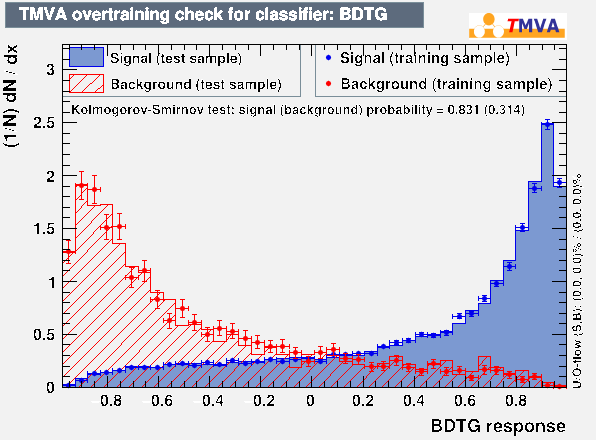 TMVA overtraining check for classifier: BDTG
TMVA
Signal (test sample)
Background (test sample)
Signal (training sample)
Background (training sample)
Kolmogorov-Smirnov test: signal (background) probability = 0.831 (0.314)
(1/N) dN / dx
3
2.5
2
1.5
1
0.5
0
-0.8 -0.6 -0.4 -0.2 0 0.2 0.4 0.6 0.8
BDTG response
U/O-flow (S,B): (0.0, 0.0)% / (0.0, 0.0)%